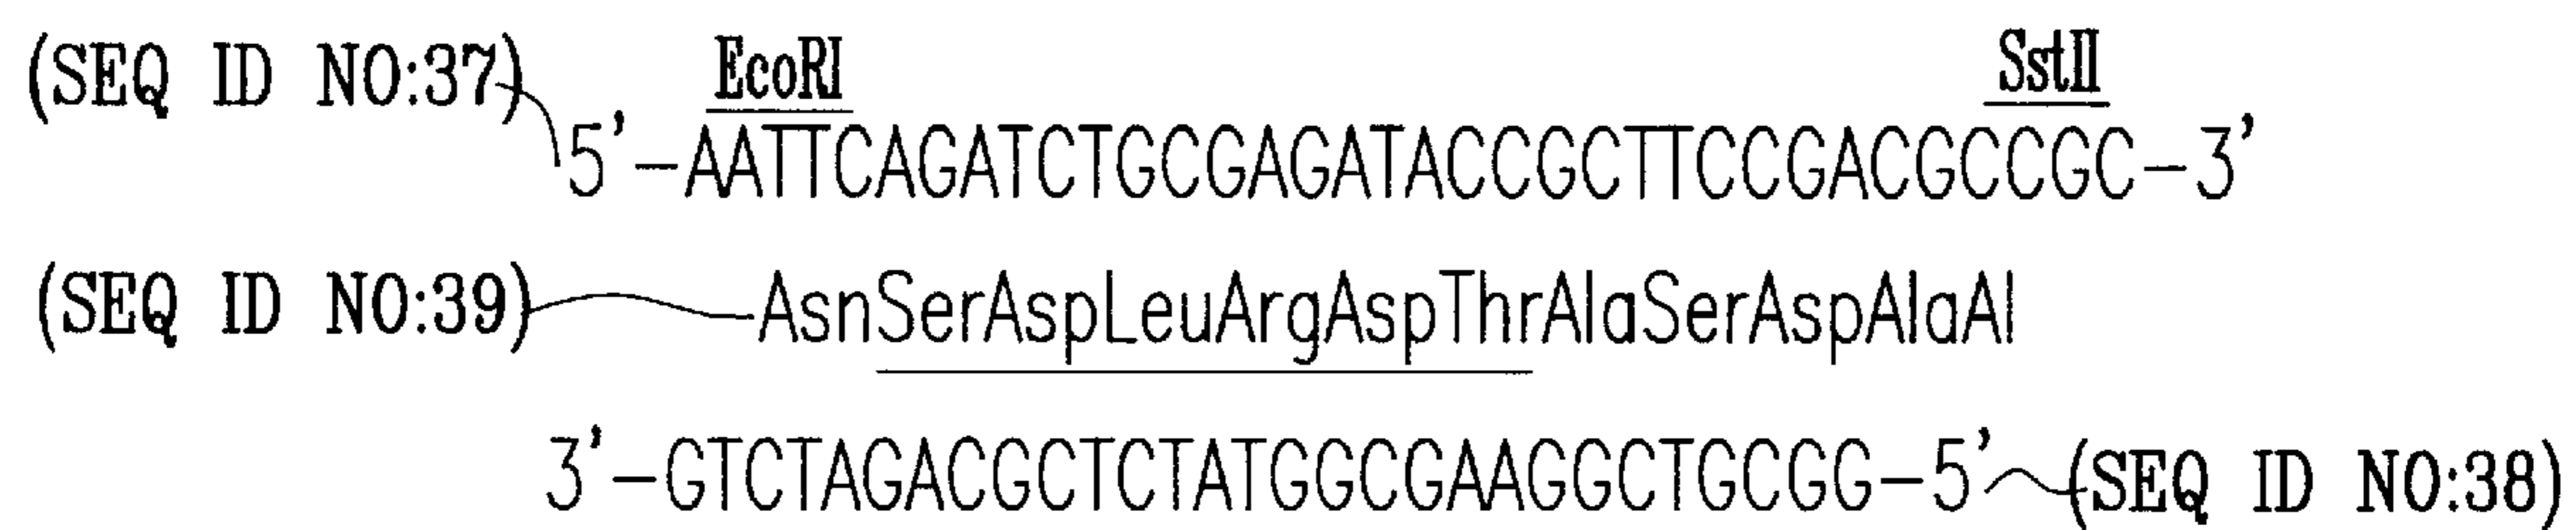 (SEQ ID NO:37) EcoRI SstII
5'-AATTCAGATCTGCGAGATACCGCTTCCGACGCCGC-3'
(SEQ ID NO:39) AsnSerAspLeuArgAspThrAlaSerAspAlaAl
3'-GTCTAGACGCTCTATGGCGAAGGCTGCGG-5' (SEQ ID NO:38)